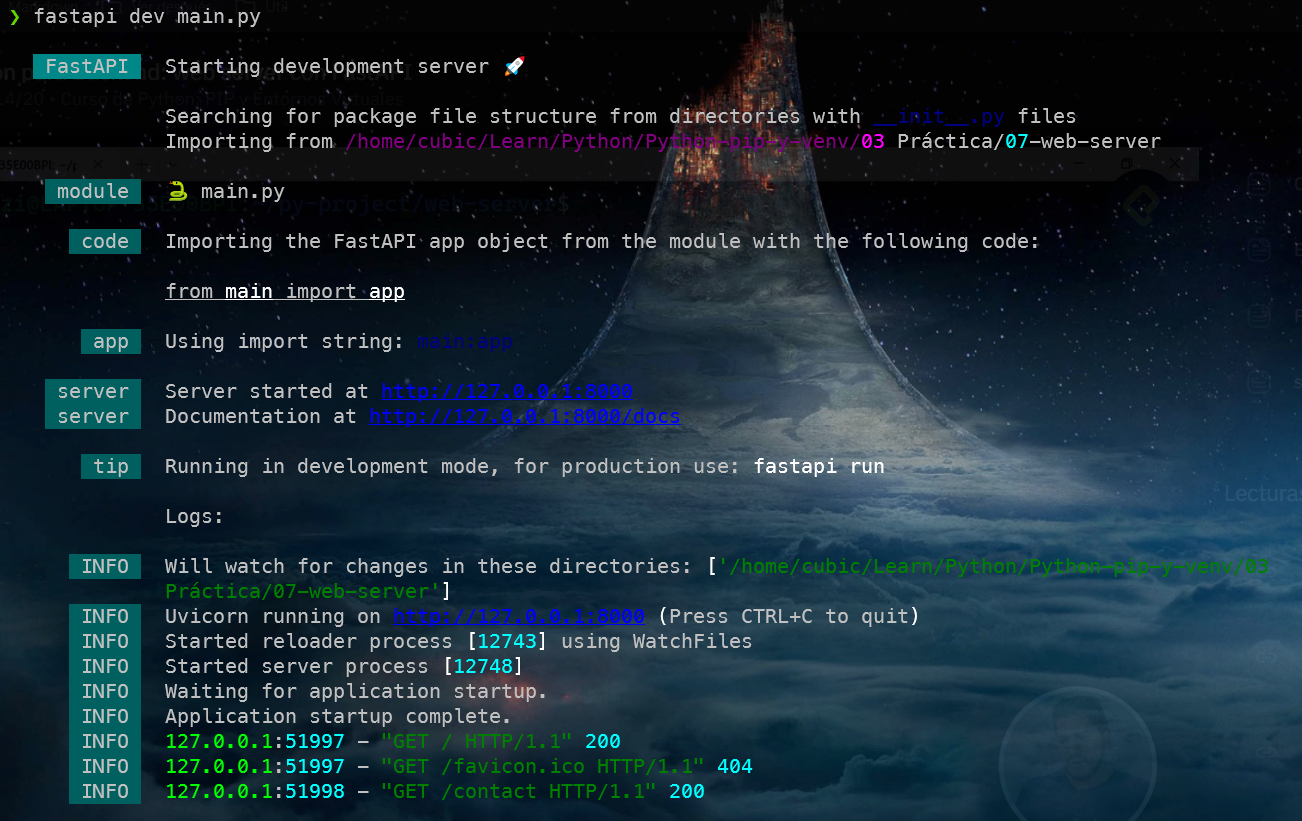 ❯ fastapi dev main.py
FastAPI Starting development server 🚀
Searching for package file structure from directories with __init__.py files
Importing from /home/cubic/Learn/Python/Python-pip-y-venv/03 Práctica/07-web-server
module 🐍 main.py
code Importing the FastAPI app object from the module with the following code:
from main import app
app Using import string: main:app
server Server started at http://127.0.0.1:8000
server Documentation at http://127.0.0.1:8000/docs
tip Running in development mode, for production use: fastapi run
Logs:
INFO Will watch for changes in these directories: ['/home/cubic/Learn/Python/Python-pip-y-venv/03
Práctica/07-web-server']
INFO Uvicorn running on http://127.0.0.1:8000 (Press CTRL+C to quit)
INFO Started reloader process [12743] using WatchFiles
INFO Started server process [12748]
INFO Waiting for application startup.
INFO Application startup complete.
INFO 127.0.0.1:51997 - "GET / HTTP/1.1" 200
INFO 127.0.0.1:51997 - "GET /favicon.ico HTTP/1.1" 404
INFO 127.0.0.1:51998 - "GET /contact HTTP/1.1" 200
Lecturas